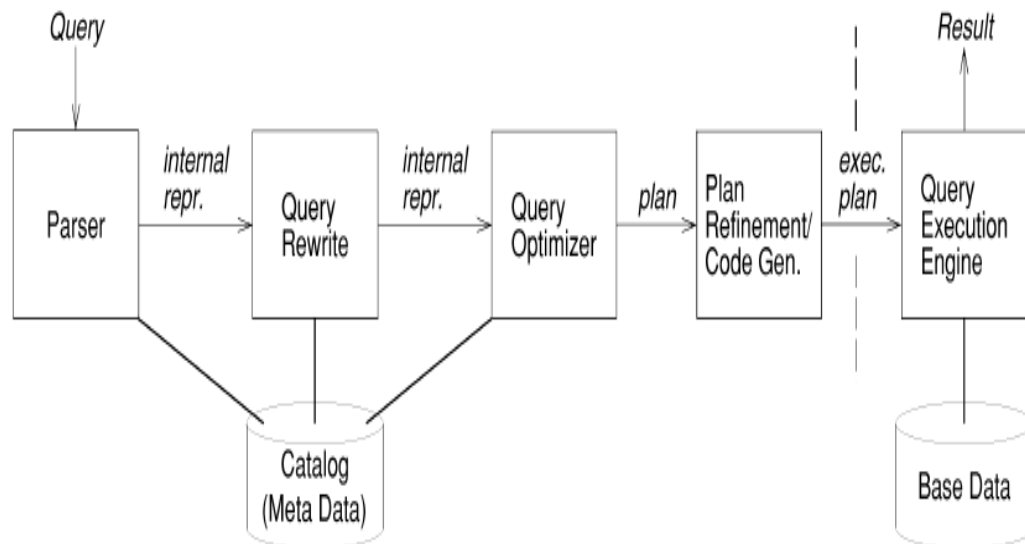 Query
Result
Parser
internal
repr.
Query
Rewrite
internal
repr.
Query
Optimizer
plan
Plan
Refinement/
Code Gen.
exec.
plan
Query
Execution
Engine
Catalog
(Meta Data)
Base Data